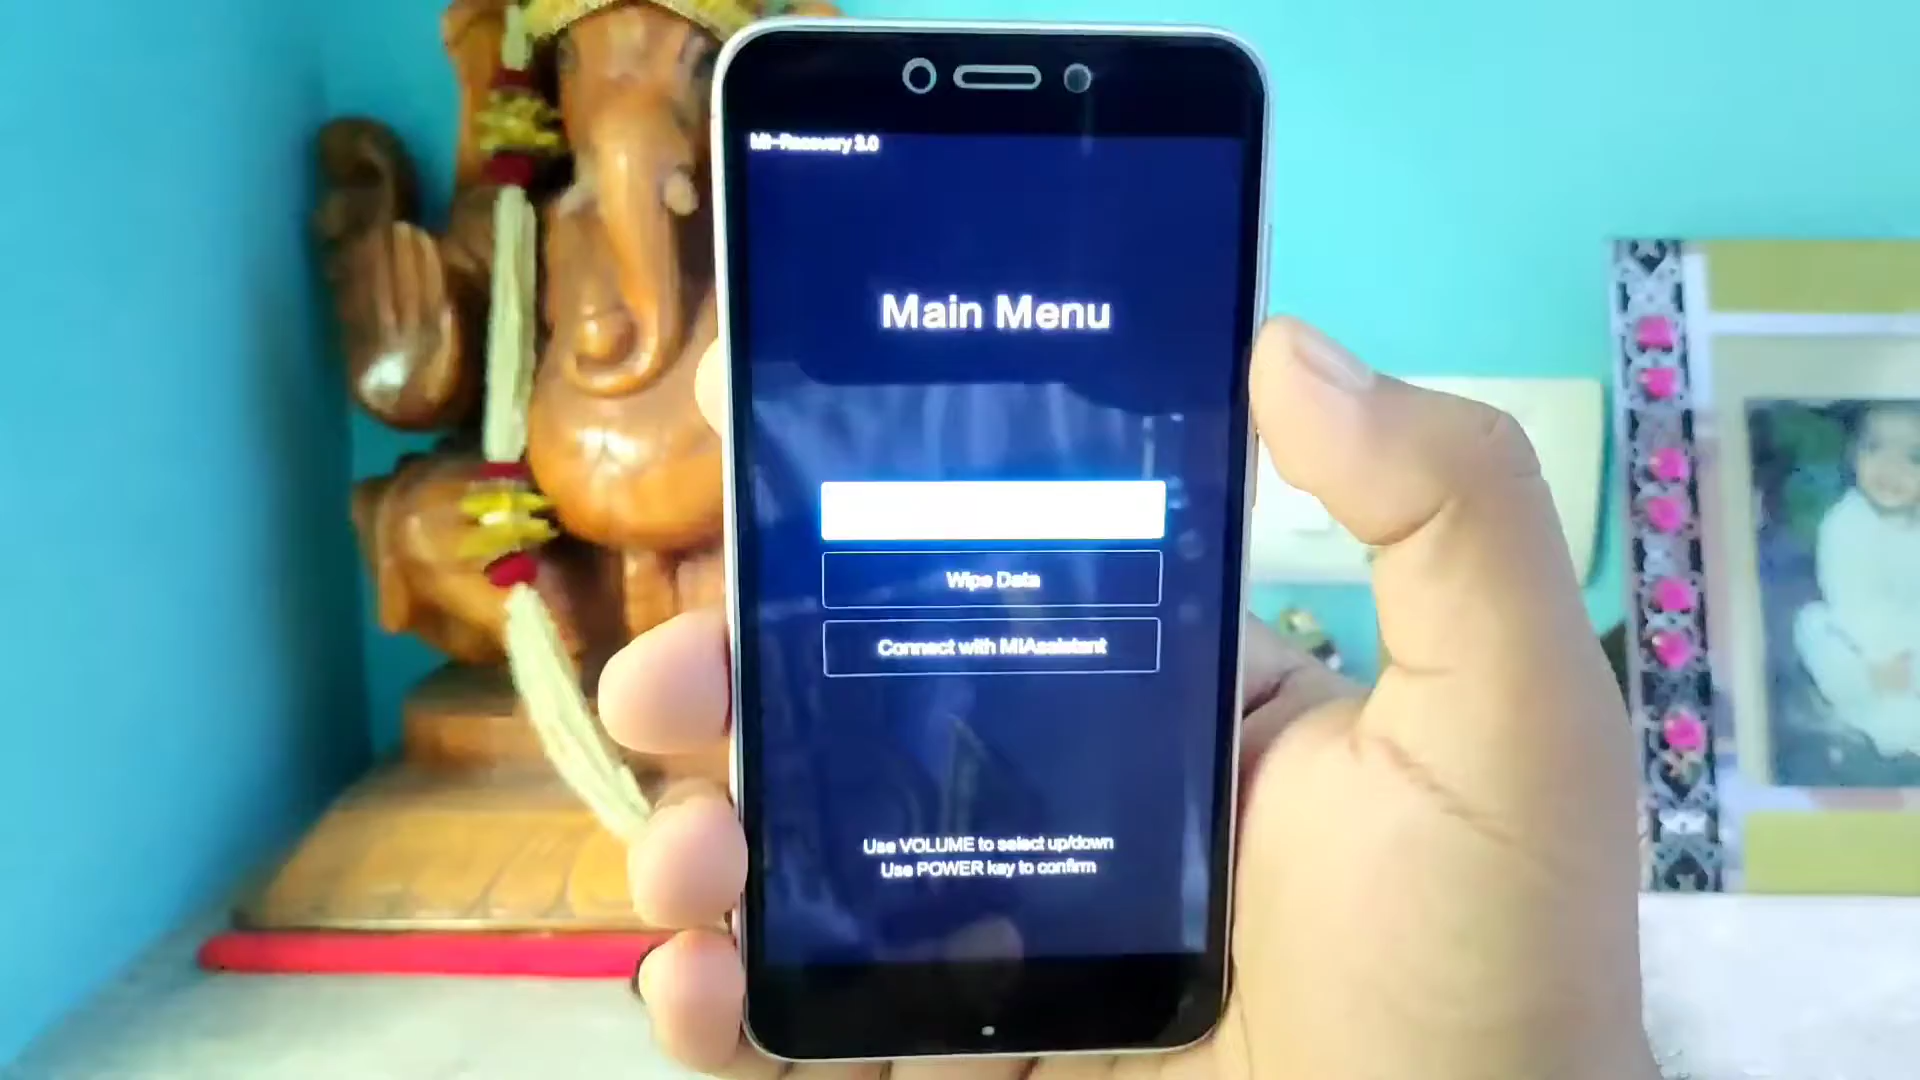 Mi-Recovery 3.0
Main Menu
Wipe Data
Connect with MIAssistant
Use VOLUME to select up/down
Use POWER key to confirm